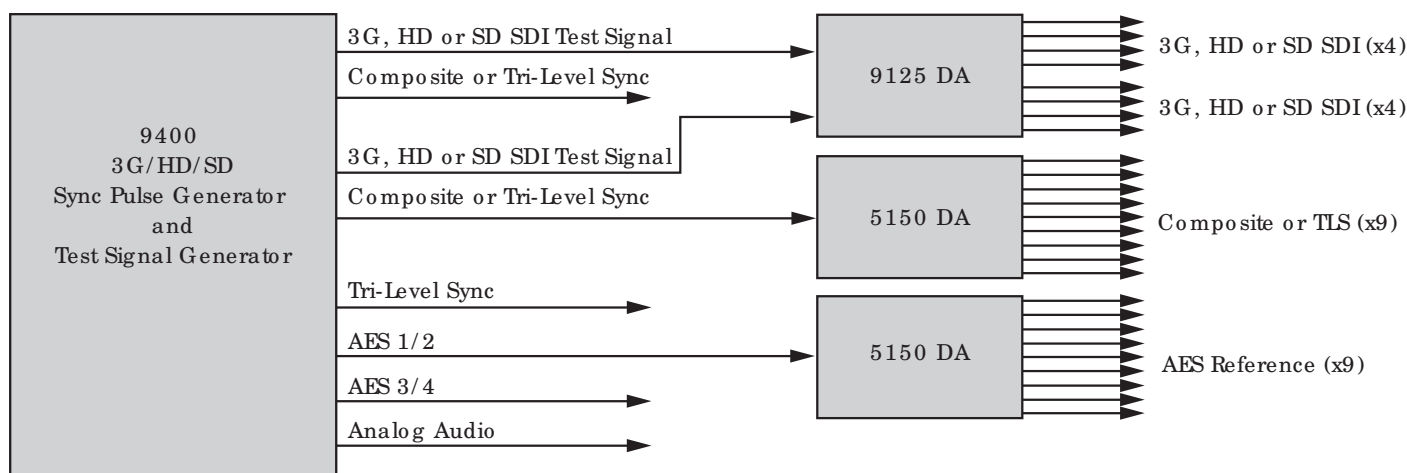 9400
3G/HD/SD
Sync Pulse Generator
and
Test Signal Generator
3G, HD or SD SDI Test Signal
Composite or Tri-Level Sync
3G, HD or SD SDI Test Signal
Composite or Tri-Level Sync
Tri-Level Sync
AES 1/2
AES 3/4
Analog Audio
9125 DA
5150 DA
5150 DA
3G, HD or SD SDI (x4)
3G, HD or SD SDI (x4)
Composite or TLS (x9)
AES Reference (x9)